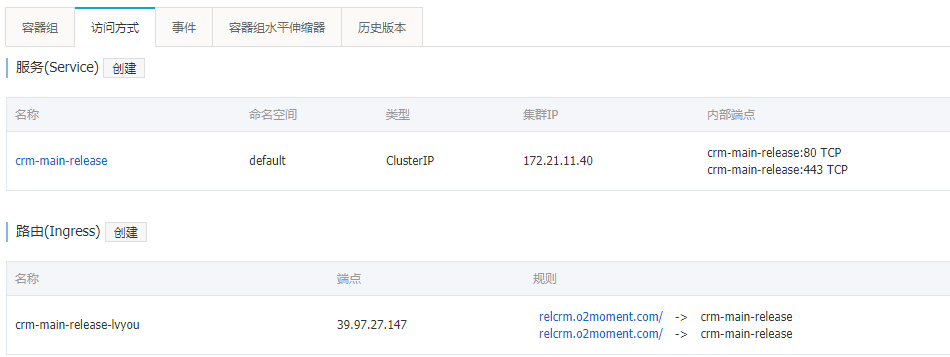 容器组 访问方式 事件 容器组水平伸缩器 历史版本
服务(Service) 创建
名称 命名空间 类型 集群IP 内部端点
crm-main-release default ClusterIP 172.21.11.40 crm-main-release:80 TCP
crm-main-release:443 TCP
路由(Ingress) 创建
名称 端点 规则
crm-main-release-lvyou 39.97.27.147 relcrm.o2moment.com/ -> crm-main-release
relcrm.o2moment.com/ -> crm-main-release